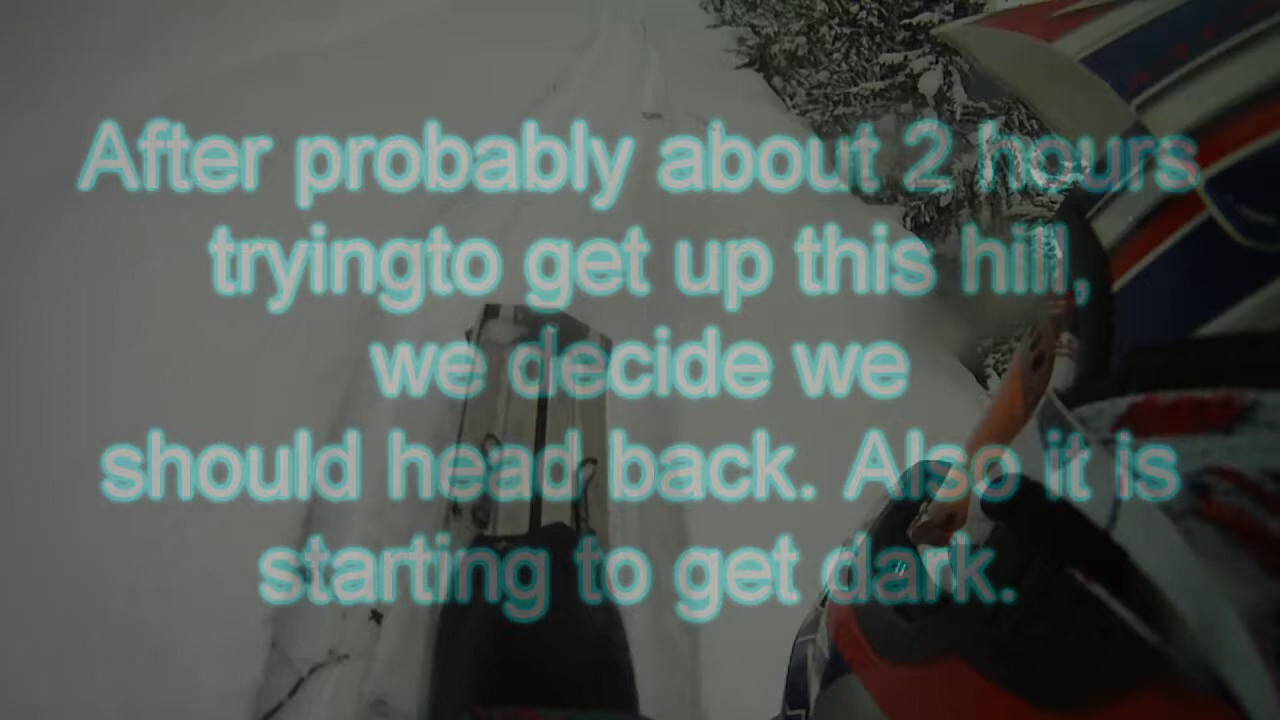 After probably about 2 hours
tryingto get up this hill,
we decide we
should head back. Also it is
starting to get dark.